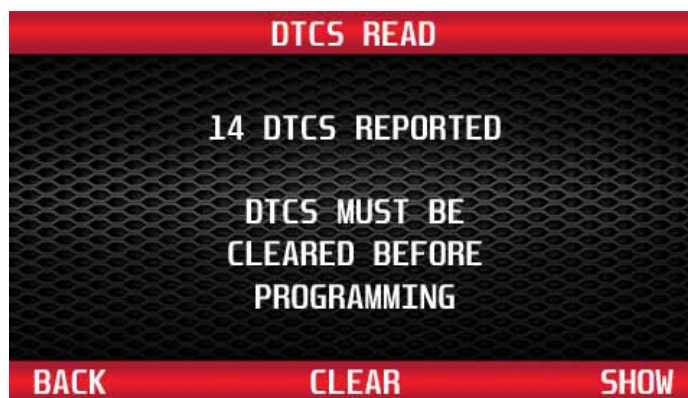 DTCS READ
14 DTCS REPORTED
DTCS MUST BE
CLEARED BEFORE
PROGRAMMING
BACK CLEAR SHOW